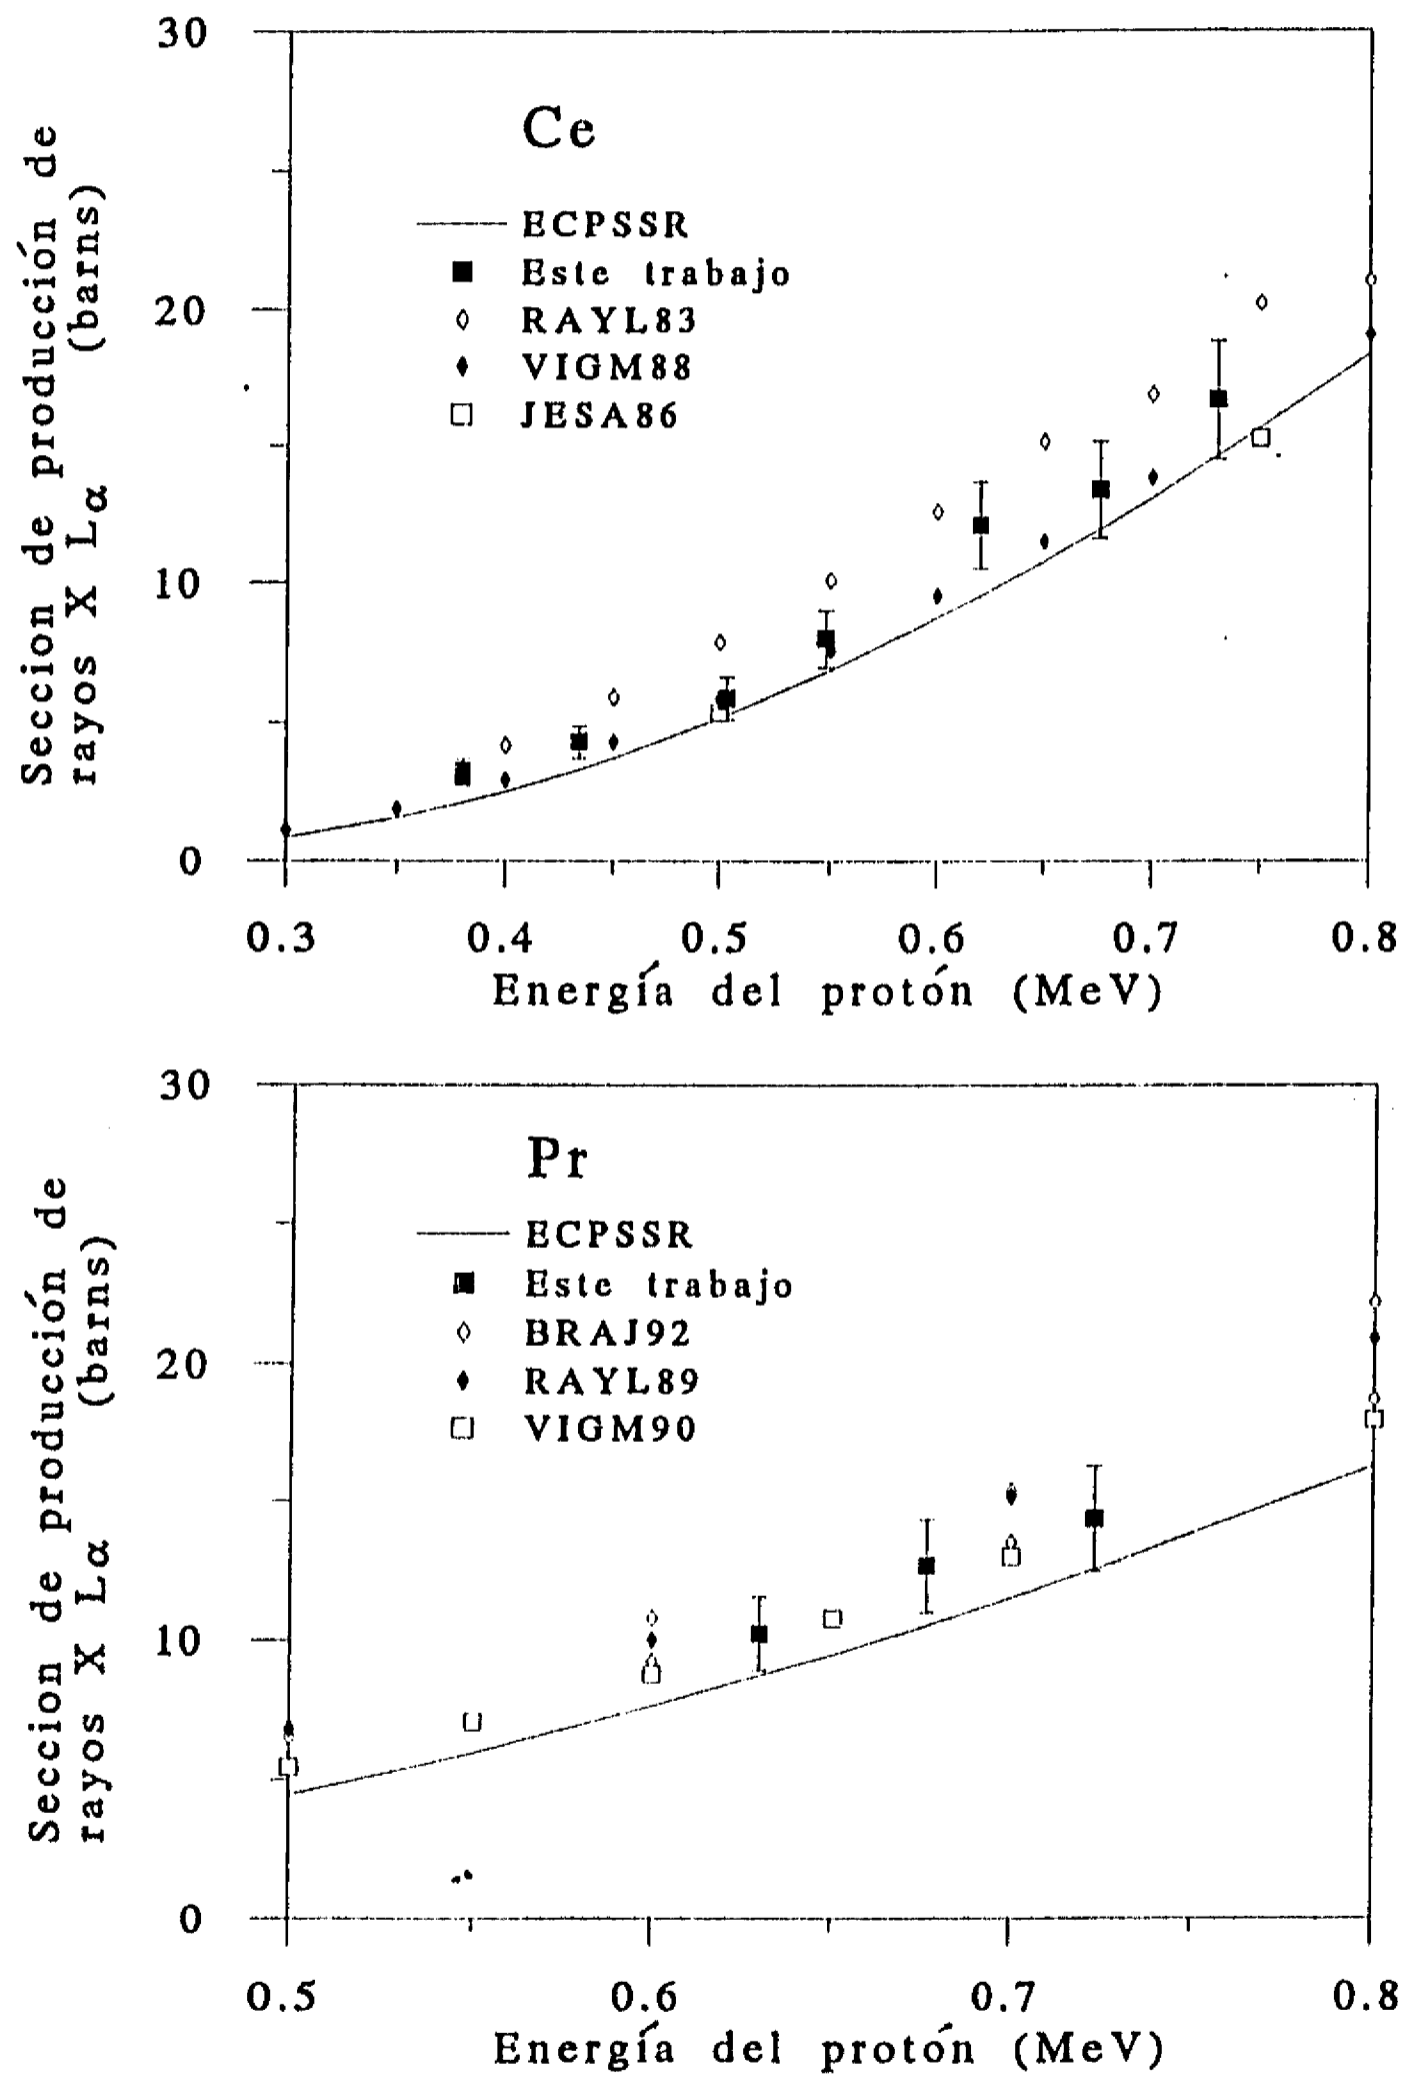 30
20
10
0
Seccion de producción de
rayos X Lα (barns)
Ce
ECPSSR
Este trabajo
RAYL83
VIGM88
JESA86
0.3 0.4 0.5 0.6 0.7 0.8
Energía del protón (MeV)
30
20
10
0
Seccion de producción de
rayos X Lα (barns)
Pr
ECPSSR
Este trabajo
BRAJ92
RAYL89
VIGM90
0.5 0.6 0.7 0.8
Energía del protón (MeV)